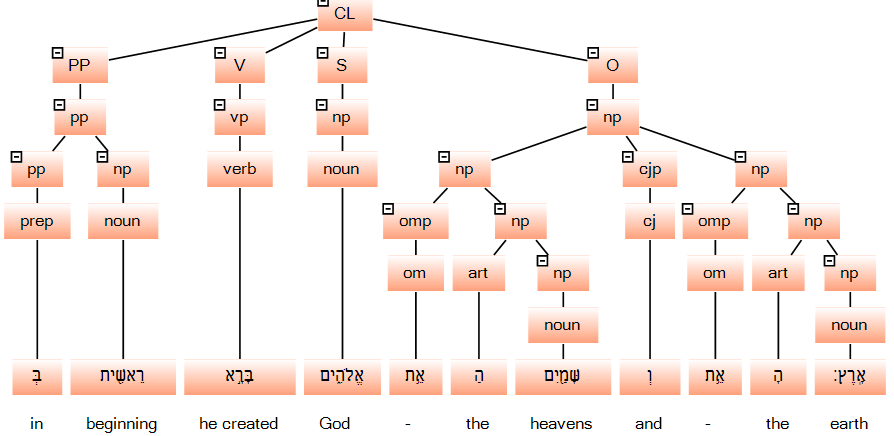 CL
PP V S O
pp vp np np
pp np verb noun np cjp np
prep noun omp np cj omp np
om art np om art np
noun noun
בְּ רֵאשִׁ֖ית בָּרָ֣א אֱלֹהִ֑ים אֵ֥ת הַ שָּׁמַ֖יִם וְ אֵ֥ת הָ אָֽרֶץ׃
in beginning he created God - the heavens and - the earth